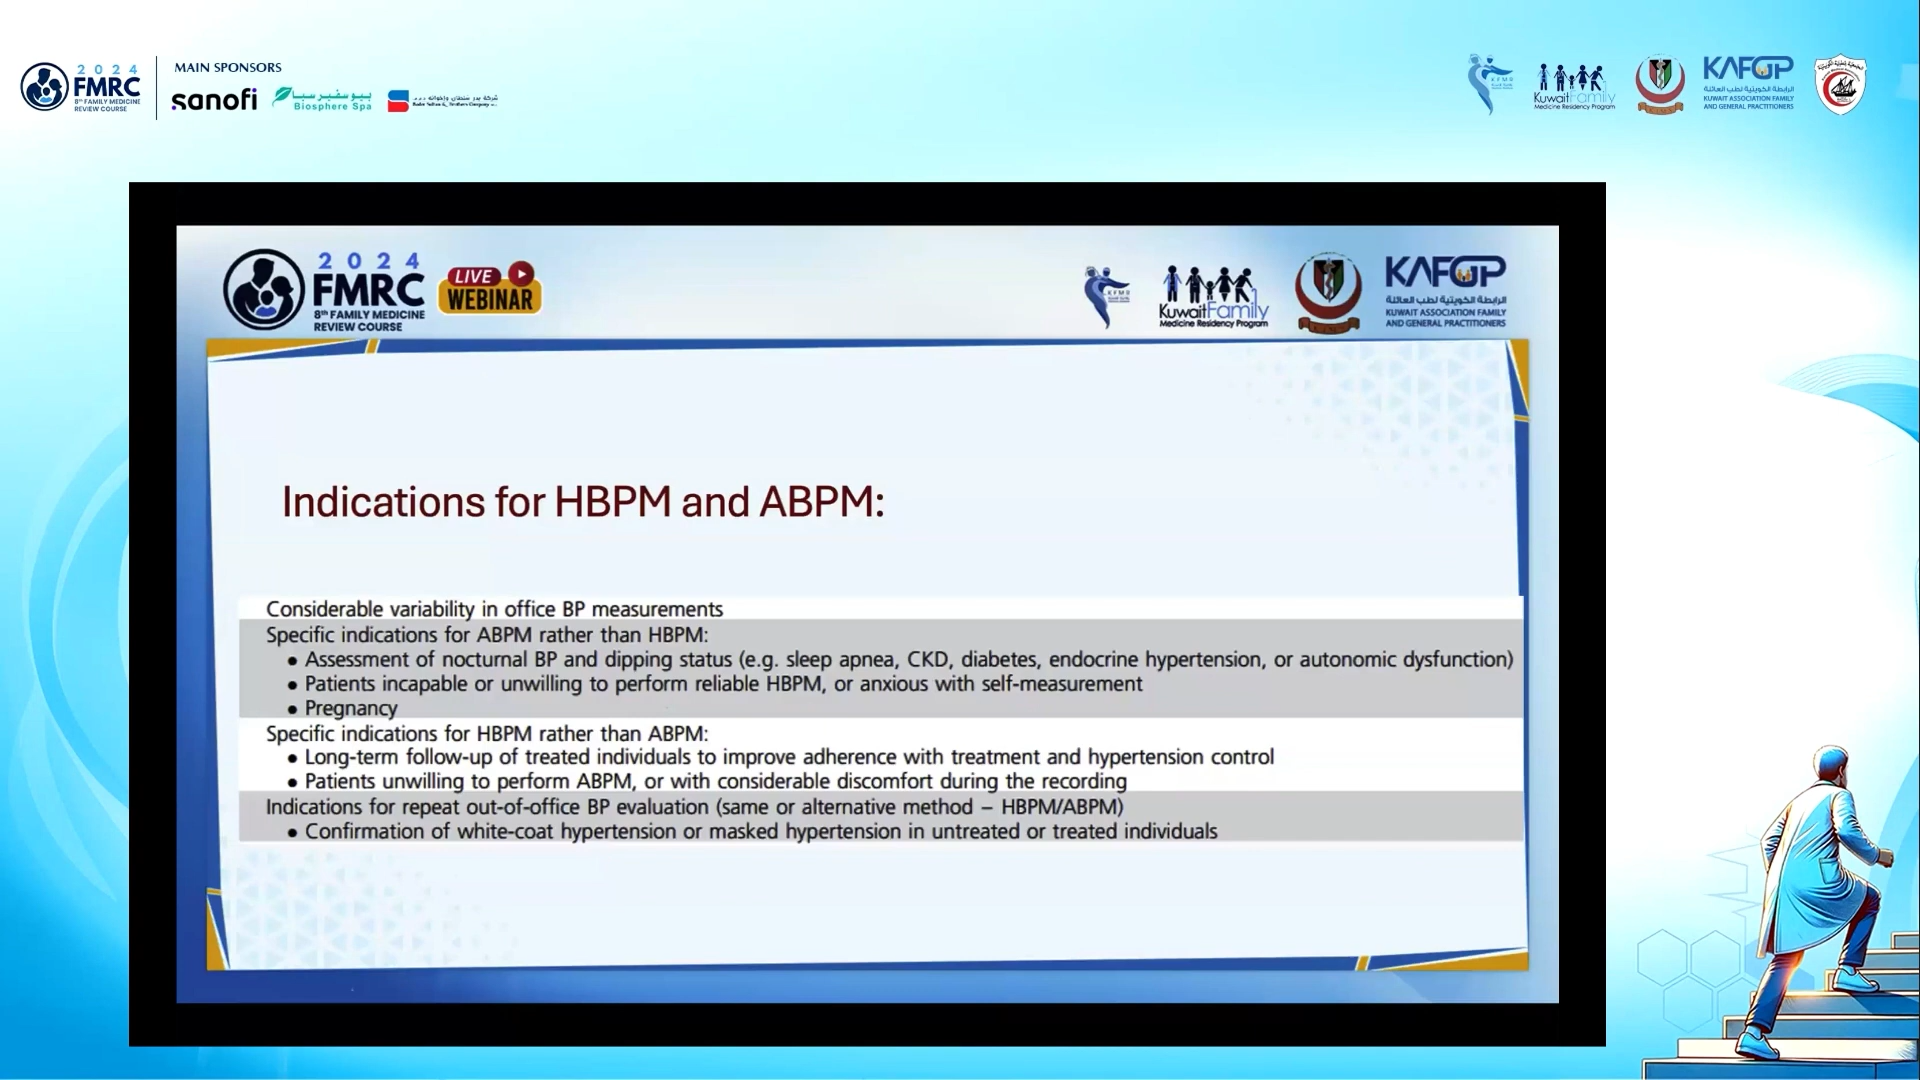 2024
FMRC
8th FAMILY MEDICINE
REVIEW COURSE
MAIN SPONSORS
sanofi
بيوسفير سبا
Biosphere Spa
KuwaitFamily
Medicine Residency Program
KAFGP
الرابطة الكويتية لطب العائلة
KUWAIT ASSOCIATION FAMILY
AND GENERAL PRACTITIONERS
2024
FMRC
8th FAMILY MEDICINE
REVIEW COURSE
LIVE
WEBINAR
KuwaitFamily
Medicine Residency Program
KAFGP
الرابطة الكويتية لطب العائلة
KUWAIT ASSOCIATION FAMILY
AND GENERAL PRACTITIONERS
Indications for HBPM and ABPM:
Considerable variability in office BP measurements
Specific indications for ABPM rather than HBPM:
● Assessment of nocturnal BP and dipping status (e.g. sleep apnea, CKD, diabetes, endocrine hypertension, or autonomic dysfunction)
● Patients incapable or unwilling to perform reliable HBPM, or anxious with self-measurement
● Pregnancy
Specific indications for HBPM rather than ABPM:
● Long-term follow-up of treated individuals to improve adherence with treatment and hypertension control
● Patients unwilling to perform ABPM, or with considerable discomfort during the recording
Indications for repeat out-of-office BP evaluation (same or alternative method – HBPM/ABPM)
● Confirmation of white-coat hypertension or masked hypertension in untreated or treated individuals